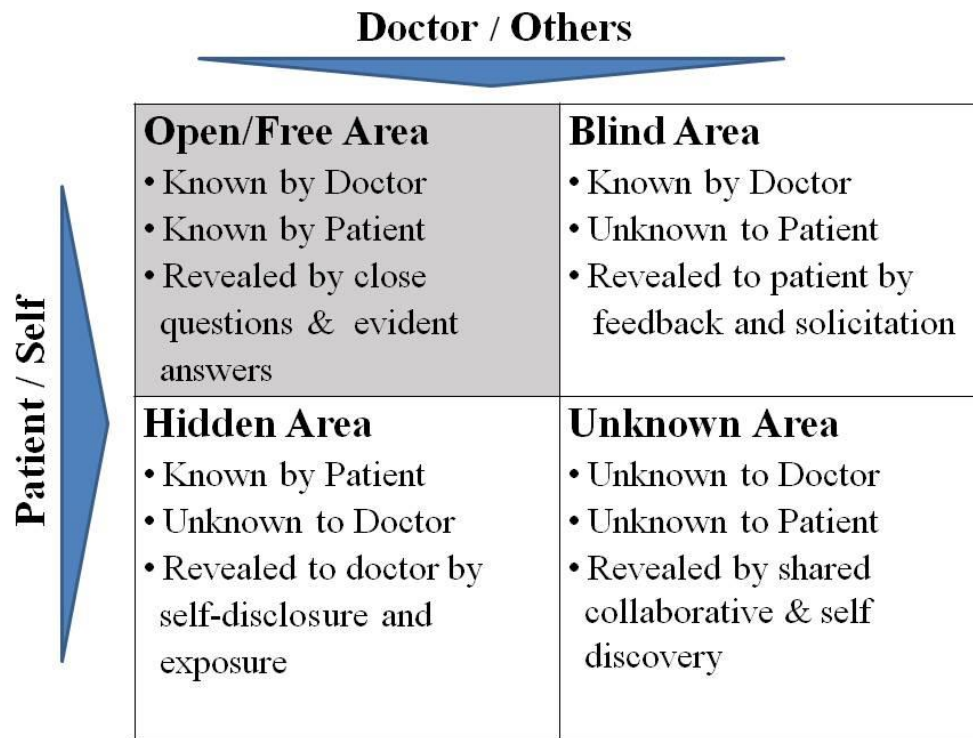 Doctor / Others
Patient / Self
Open/Free Area
• Known by Doctor
• Known by Patient
• Revealed by close
questions & evident
answers
Blind Area
• Known by Doctor
• Unknown to Patient
• Revealed to patient by
feedback and solicitation
Hidden Area
• Known by Patient
• Unknown to Doctor
• Revealed to doctor by
self-disclosure and
exposure
Unknown Area
• Unknown to Doctor
• Unknown to Patient
• Revealed by shared
collaborative & self
discovery